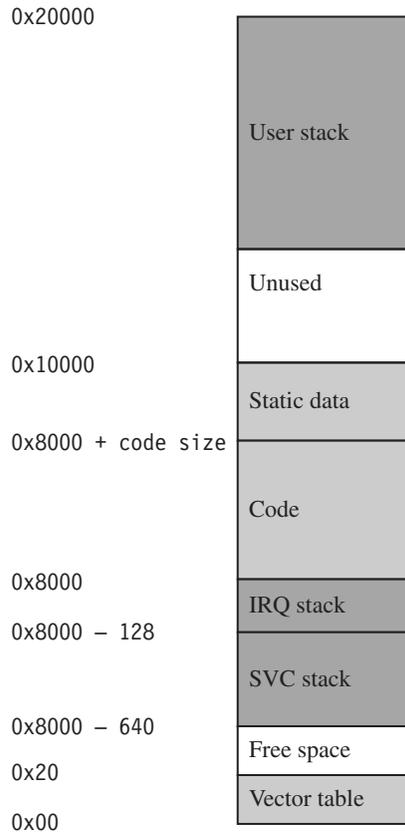 0x20000
User stack
Unused
0x10000
Static data
0x8000 + code size
Code
0x8000
IRQ stack
0x8000 – 128
SVC stack
0x8000 – 640
Free space
0x20
Vector table
0x00